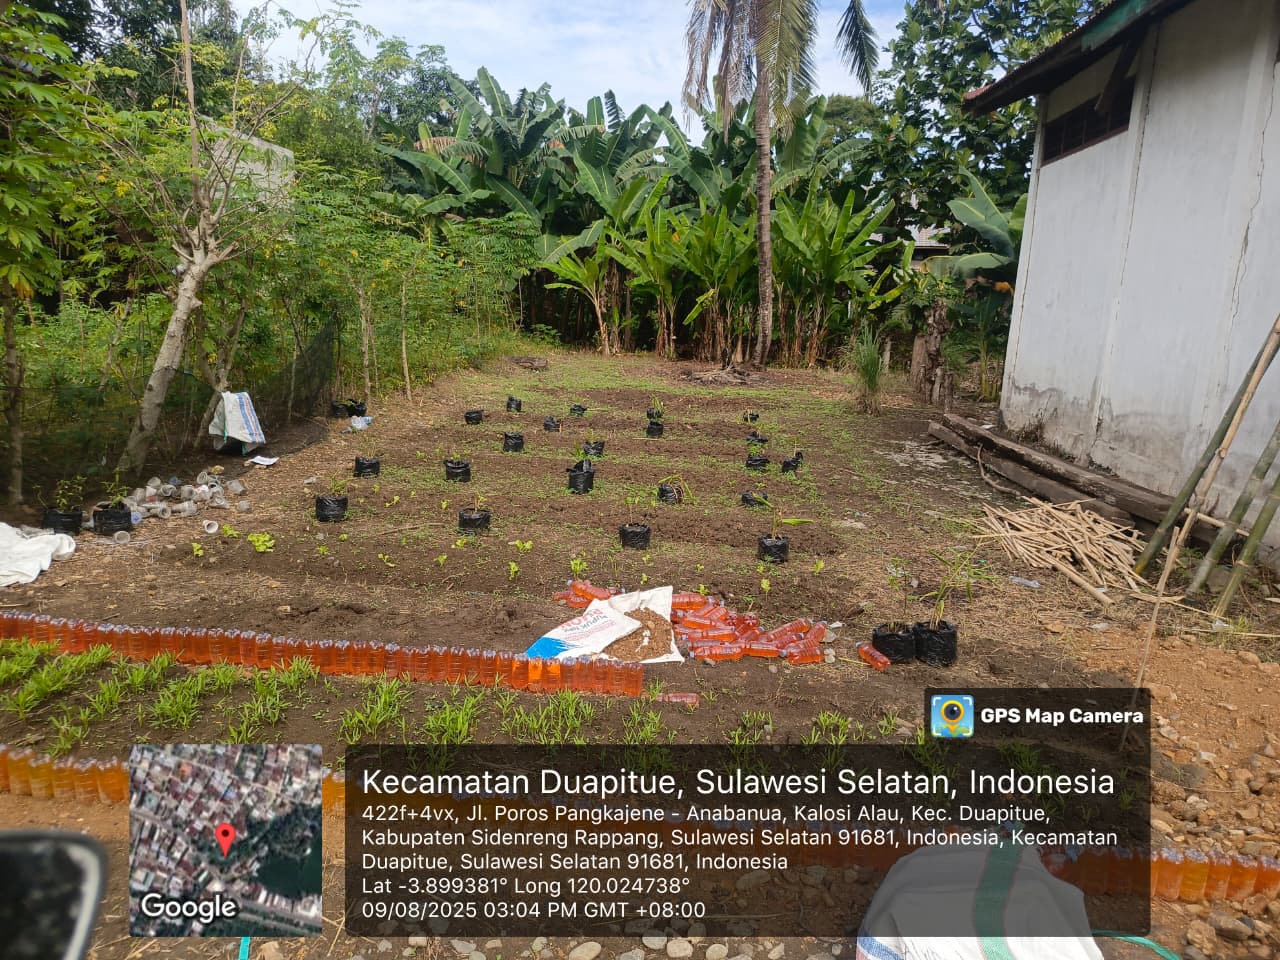 GPS Map Camera
Kecamatan Duapitue, Sulawesi Selatan, Indonesia
422f+4vx, Jl. Poros Pangkajene - Anabanua, Kalosi Alau, Kec. Duapitue,
Kabupaten Sidenreng Rappang, Sulawesi Selatan 91681, Indonesia, Kecamatan
Duapitue, Sulawesi Selatan 91681, Indonesia
Lat -3.899381° Long 120.024738°
09/08/2025 03:04 PM GMT +08:00
Google